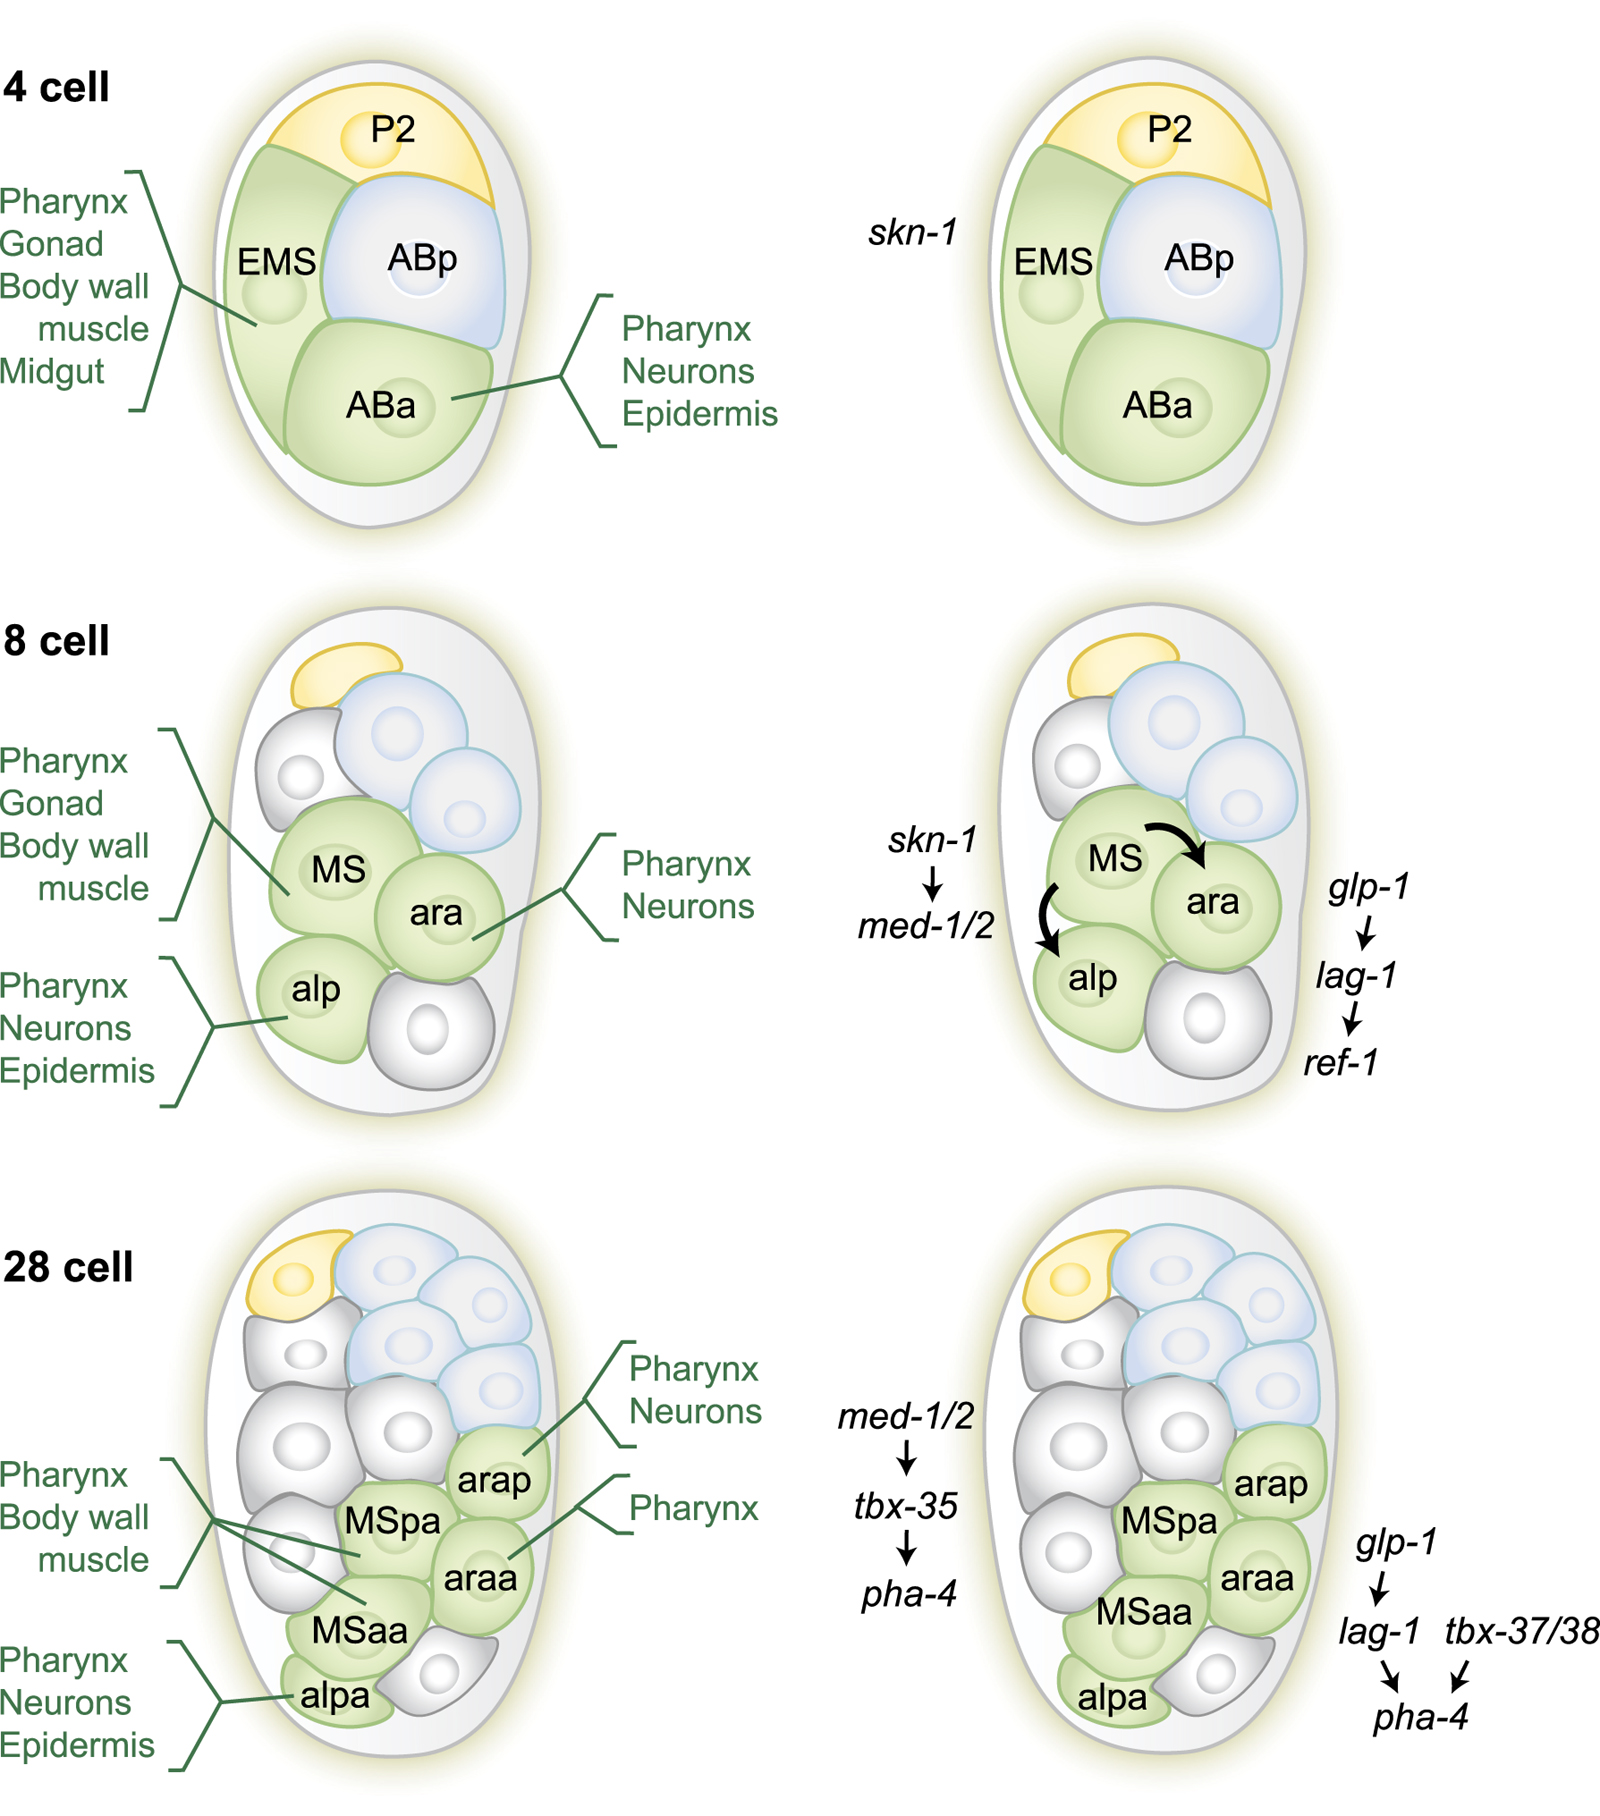 4 cell
P2
EMS
ABp
ABa
Pharynx
Gonad
Body wall
muscle
Midgut
Pharynx
Neurons
Epidermis
skn-1
P2
EMS
ABp
ABa
8 cell
Pharynx
Gonad
Body wall
muscle
Pharynx
Neurons
Epidermis
MS
ara
alp
Pharynx
Neurons
skn-1
med-1/2
MS
ara
alp
glp-1
lag-1
ref-1
28 cell
Pharynx
Body wall
muscle
Pharynx
Neurons
Epidermis
arap
MSpa
araa
MSaa
alpa
Pharynx
Neurons
Pharynx
med-1/2
tbx-35
pha-4
arap
MSpa
araa
MSaa
alpa
glp-1
lag-1 tbx-37/38
pha-4